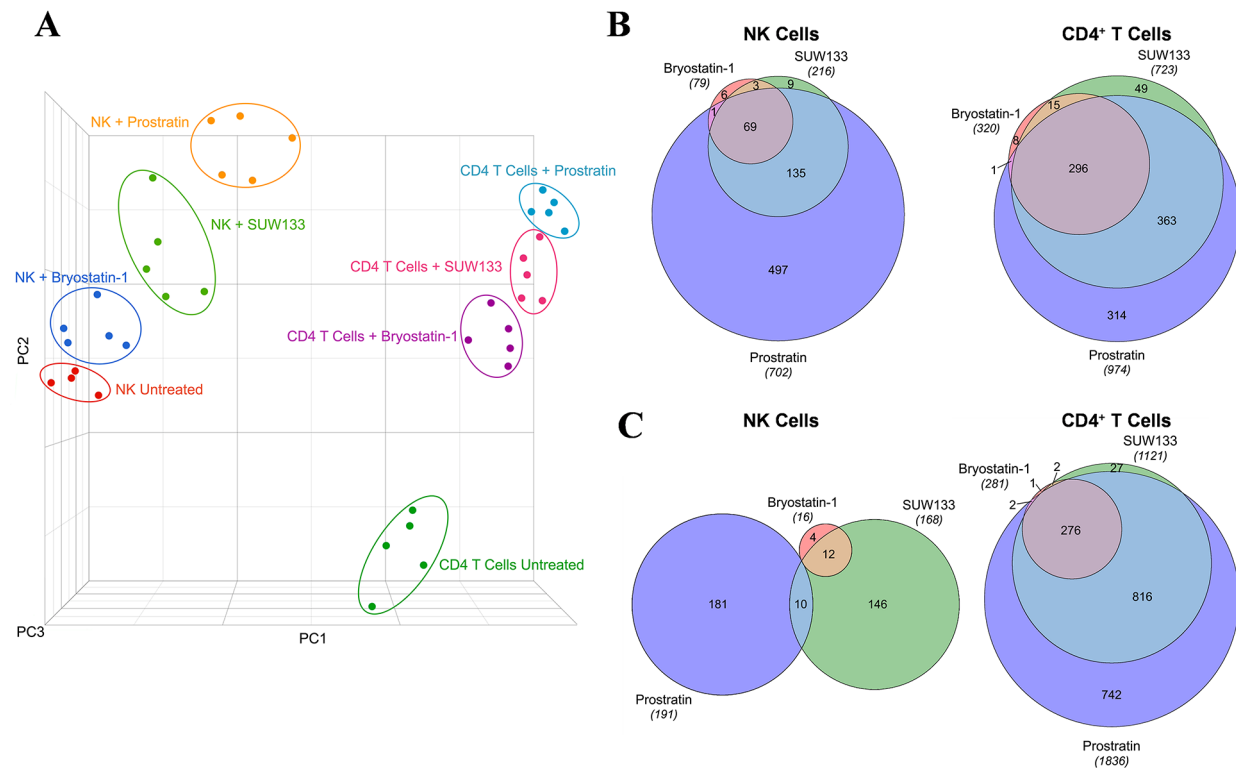 A
NK + Prostratin
CD4 T Cells + Prostratin
NK + SUW133
CD4 T Cells + SUW133
NK + Bryostatin-1
CD4 T Cells + Bryostatin-1
NK Untreated
CD4 T Cells Untreated
PC2
PC3
PC1
B
NK Cells
SUW133
(216)
Bryostatin-1
(79)
6
3
9
1
69
135
497
Prostratin
(702)
CD4⁺ T Cells
SUW133
(723)
49
15
Bryostatin-1
(320)
8
1
296
363
314
Prostratin
(974)
C
NK Cells
Bryostatin-1
(16)
SUW133
(168)
4
12
181
10
146
Prostratin
(191)
CD4⁺ T Cells
SUW133
(1121)
Bryostatin-1
(281)
2
27
1
2
276
816
742
Prostratin
(1836)